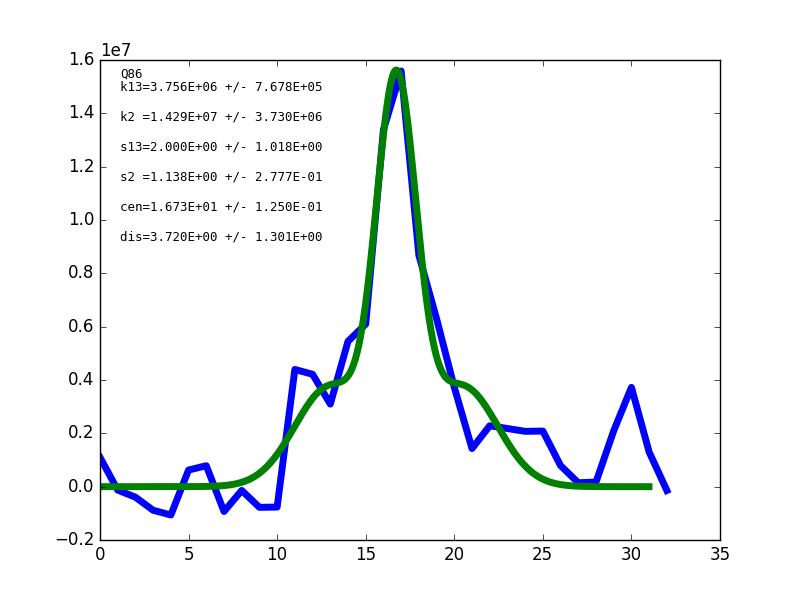 1e7
1.6
1.4
1.2
1.0
0.8
0.6
0.4
0.2
0.0
−0.2
Q86
k13=3.756E+06 +/- 7.678E+05
k2 =1.429E+07 +/- 3.730E+06
s13=2.000E+00 +/- 1.018E+00
s2 =1.138E+00 +/- 2.777E-01
cen=1.673E+01 +/- 1.250E-01
dis=3.720E+00 +/- 1.301E+00
0 5 10 15 20 25 30 35